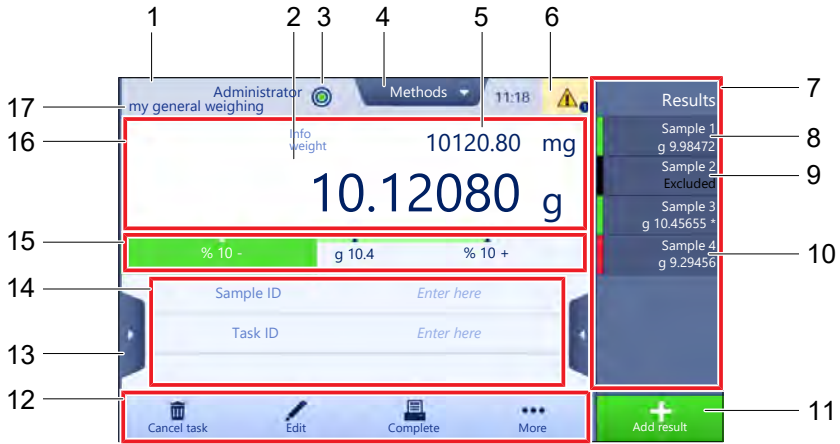 1 2 3 4 5 6
Administrator Methods 11:18
17 my general weighing
7 Results
16 Info weight 10120.80 mg
10.12080 g
Sample 1
g 9.98472
8
Sample 2
Excluded
9
Sample 3
g 10.45655 *
Sample 4
g 9.29456
10
15 % 10 - g 10.4 % 10 +
14 Sample ID Enter here
Task ID Enter here
13
12 Cancel task Edit Complete More
Add result 11